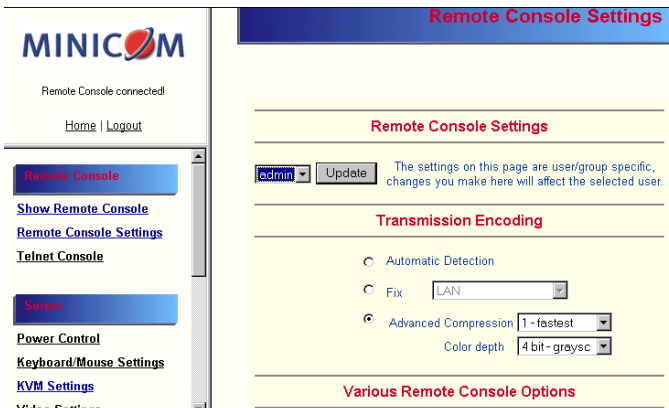 Remote Console Settings
MINICOM
Remote Console connected!
Home | Logout
Remote Console
Show Remote Console
Remote Console Settings
Telnet Console
Server
Power Control
Keyboard/Mouse Settings
KVM Settings
Video Settings
Remote Console Settings
admin Update The settings on this page are user/group specific,
changes you make here will affect the selected user.
Transmission Encoding
Automatic Detection
Fix LAN
Advanced Compression 1 - fastest
Color depth 4 bit - graysc
Various Remote Console Options